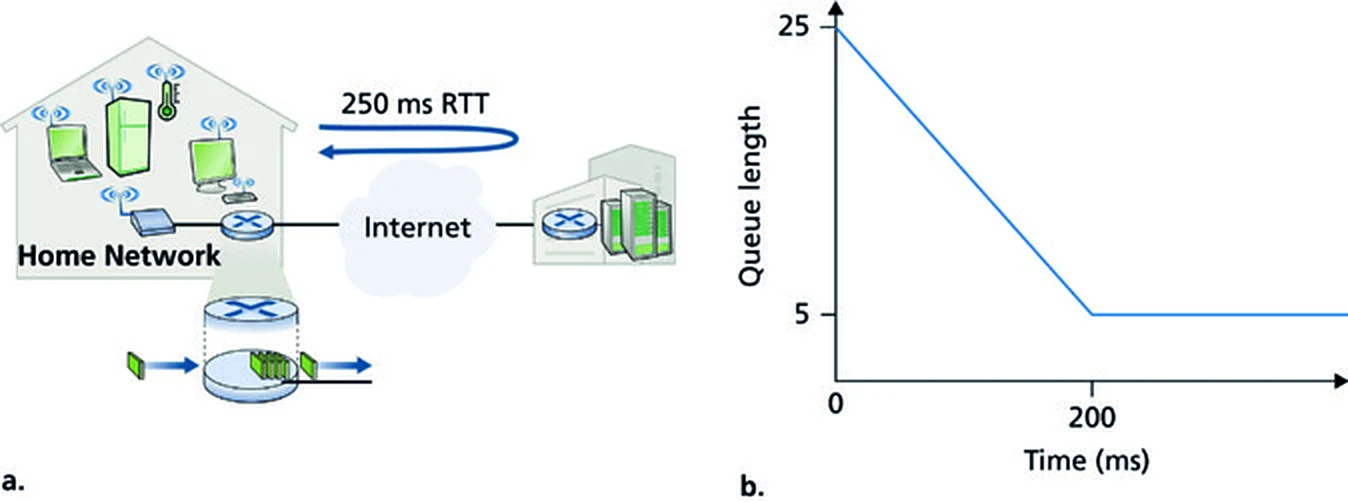 250 ms RTT
Internet
Home Network
a.
25
Queue length
5
0
200
Time (ms)
b.